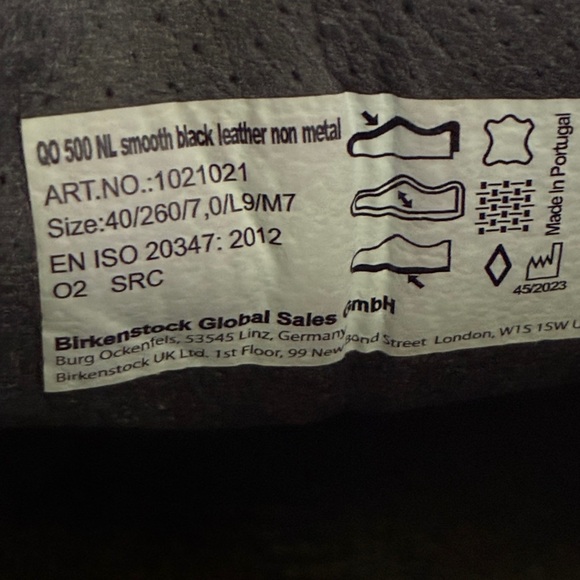 QO 500 NL smooth black leather non metal
ART.NO.:1021021
Size:40/260/7,0/L9/M7
EN ISO 20347: 2012
O2 SRC
Birkenstock Global Sales GmbH
Burg Ockenfels, 53545 Linz, Germany
Birkenstock UK Ltd. 1st Floor, 99 New ond Street London, W1S 1SW U
45/2023
Made in Portugal